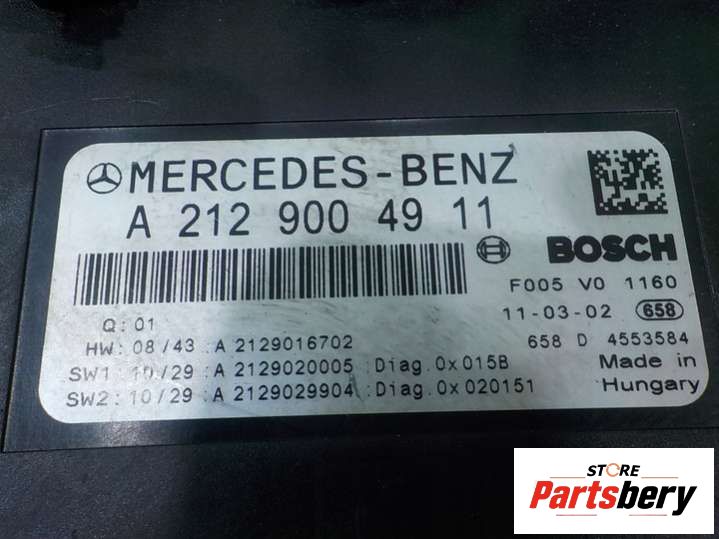 MERCEDES-BENZ
A 212 900 49 11
BOSCH
F005 V0 1160
Q: 01
11-03-02 658
HW: 08/43 :A 2129016702
658 D 4553584
SW1: 10/29 :A 2129020005 :Diag.0x015B
Made in
SW2: 10/29 :A 2129029904 :Diag.0x020151
Hungary
STORE
Partsbery